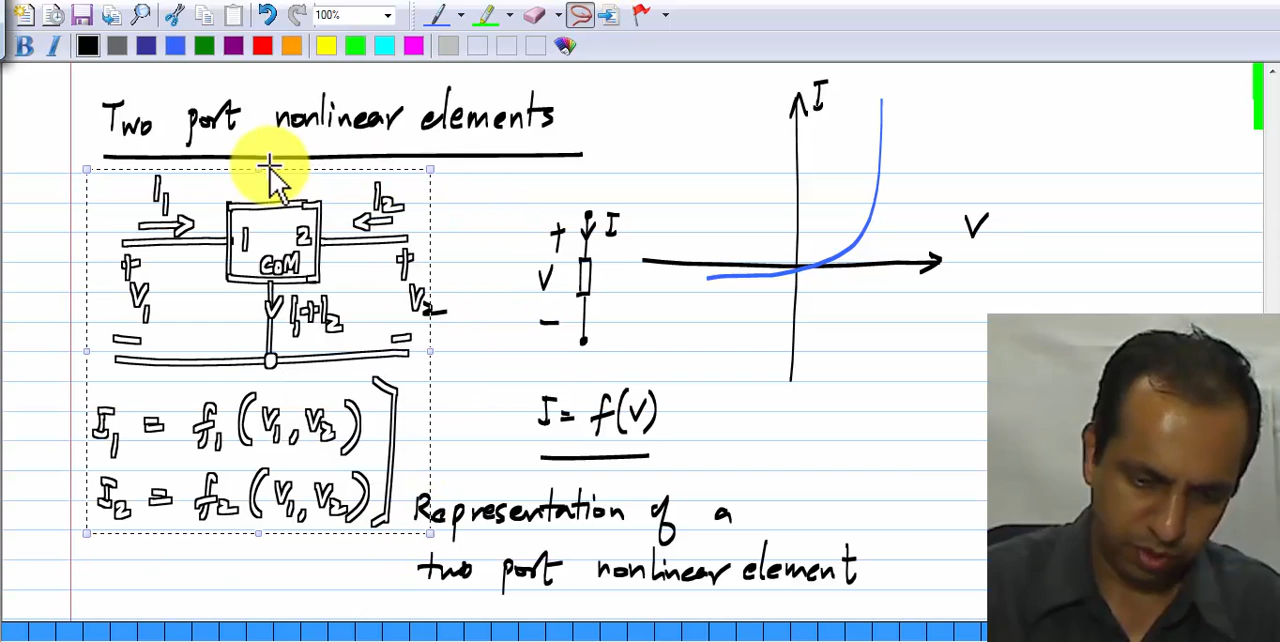 100%
B I
Two port nonlinear elements
I1 I2
1 2
COM
+ V1 −
+ V2 −
I1+I2
+ V −
I
I
V
I1 = f1 (V1, V2)
I2 = f2 (V1, V2)
I = f(V)
Representation of a
two port nonlinear element